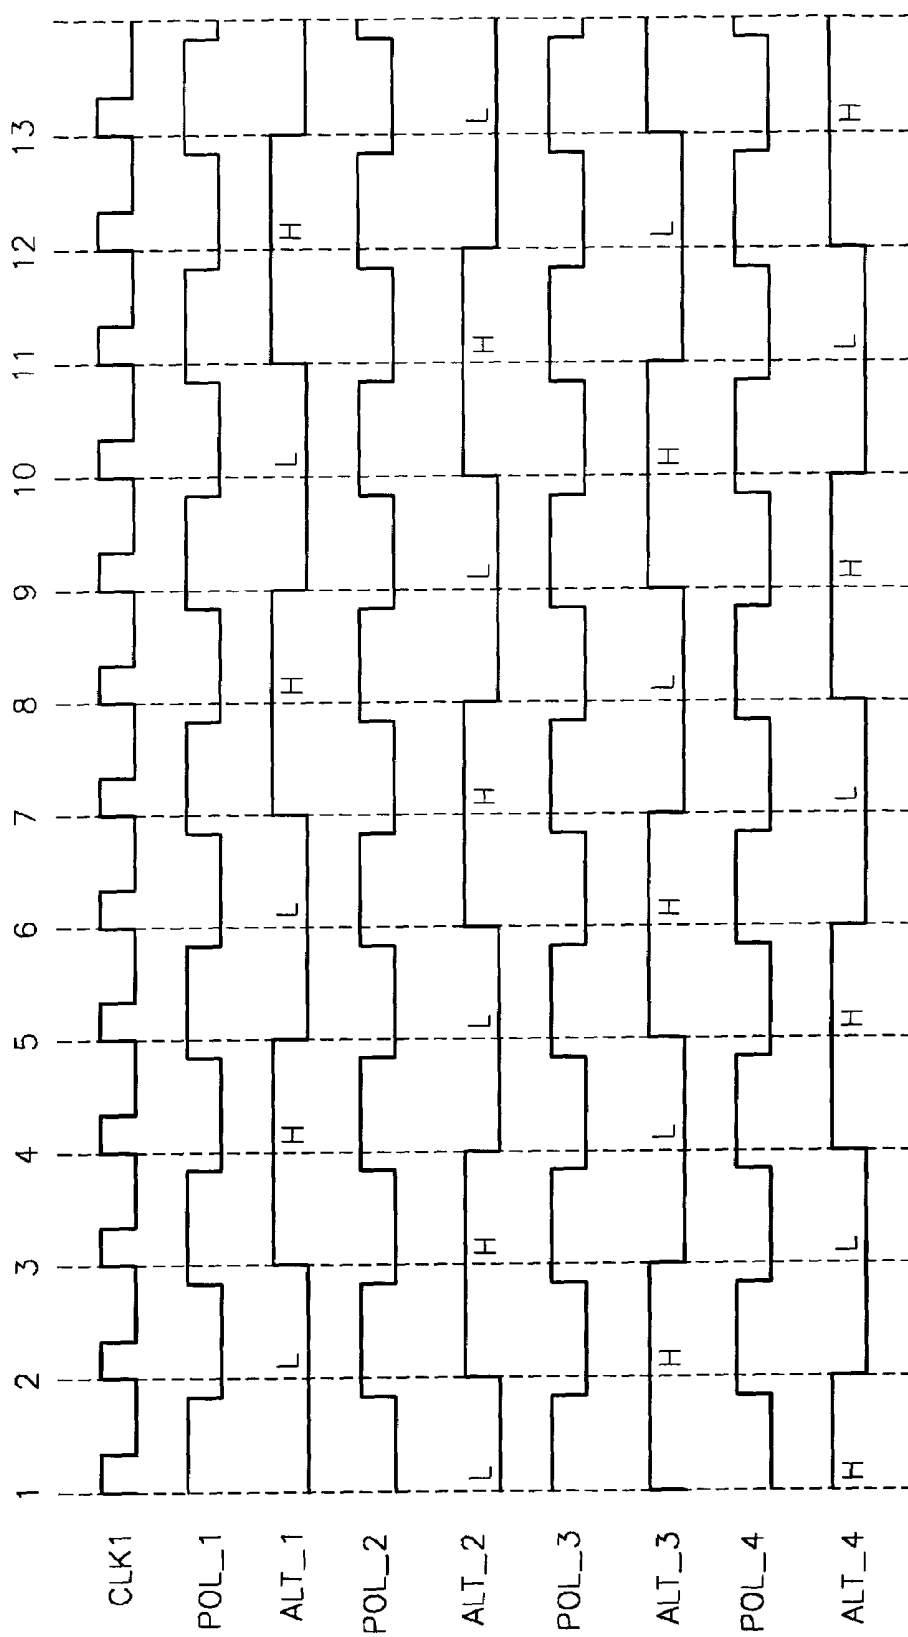 1 2 3 4 5 6 7 8 9 10 11 12 13
CLK1
POL_1
ALT_1 L H L H L H
POL_2
ALT_2 L H L H L H L
POL_3
ALT_3 H L H L H L
POL_4
ALT_4 H L H L H L H